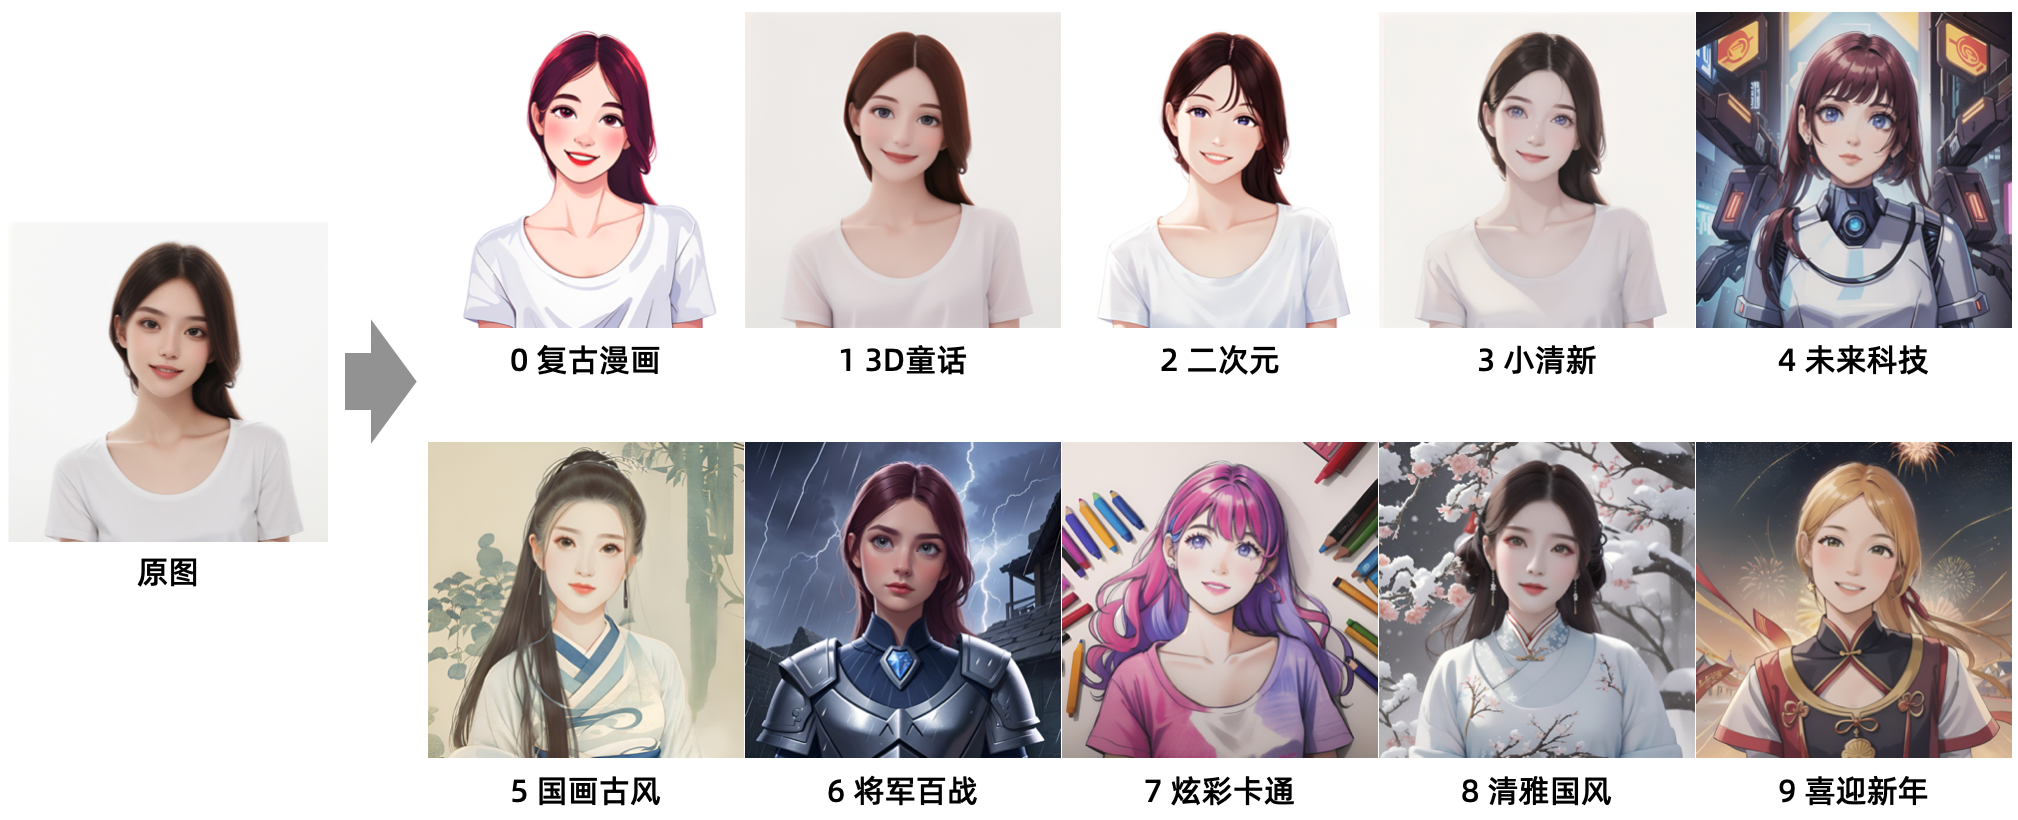 原图
0 复古漫画
1 3D童话
2 二次元
3 小清新
4 未来科技
5 国画古风
6 将军百战
7 炫彩卡通
8 清雅国风
9 喜迎新年